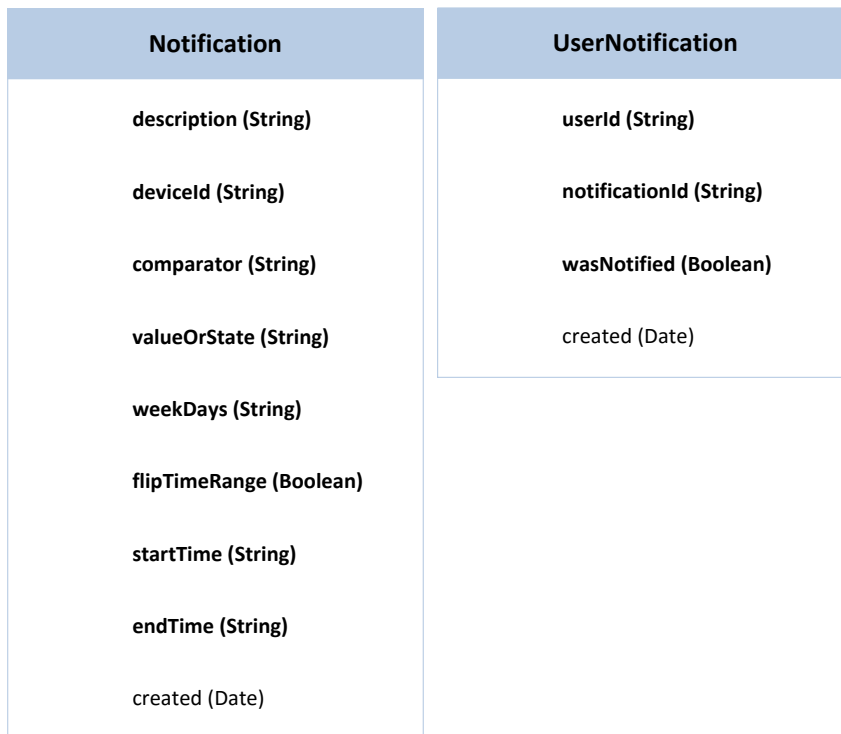 Notification
description (String)
deviceId (String)
comparator (String)
valueOrState (String)
weekDays (String)
flipTimeRange (Boolean)
startTime (String)
endTime (String)
created (Date)
UserNotification
userId (String)
notificationId (String)
wasNotified (Boolean)
created (Date)